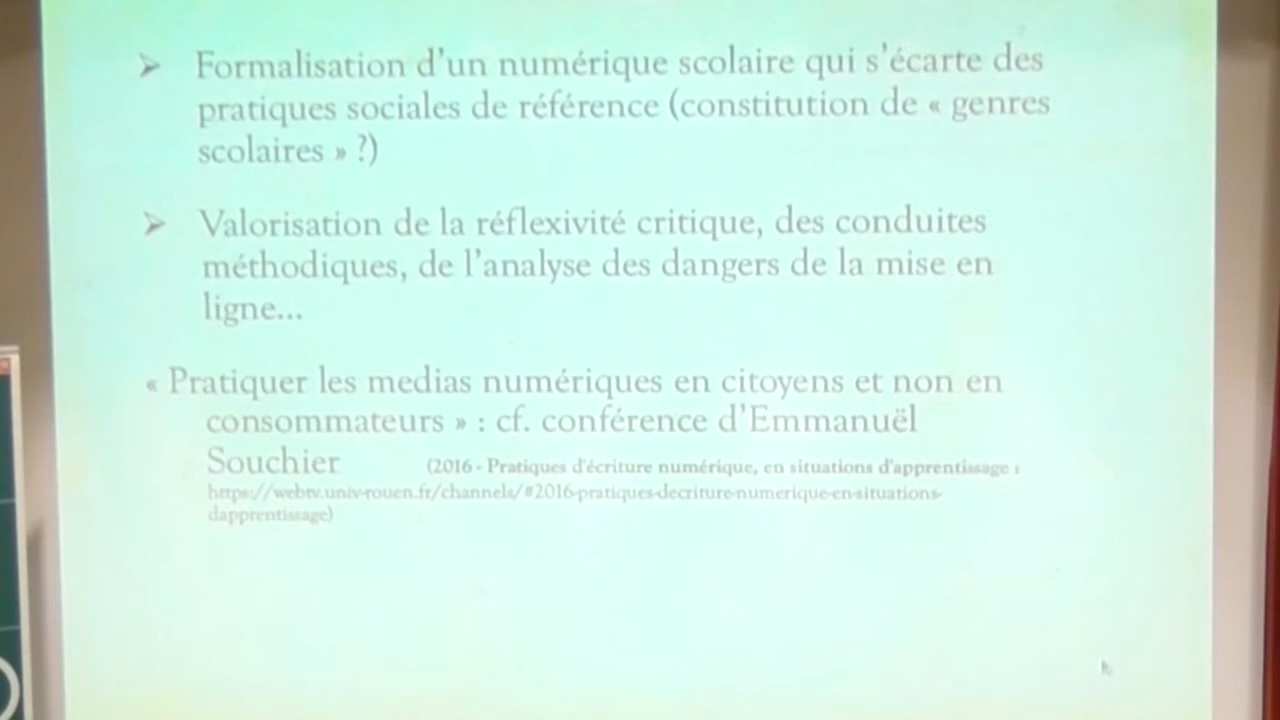 Formalisation d'un numérique scolaire qui s'écarte des
pratiques sociales de référence (constitution de « genres
scolaires » ?)
Valorisation de la réflexivité critique, des conduites
méthodiques, de l'analyse des dangers de la mise en
ligne...
« Pratiquer les medias numériques en citoyens et non en
consommateurs » : cf. conférence d'Emmanuël
Souchier (2016 - Pratiques d'écriture numérique, en situations d'apprentissage :
https://webtv.univ-rouen.fr/channels/#2016-pratiques-decriture-numerique-en-situations-
dapprentissage)